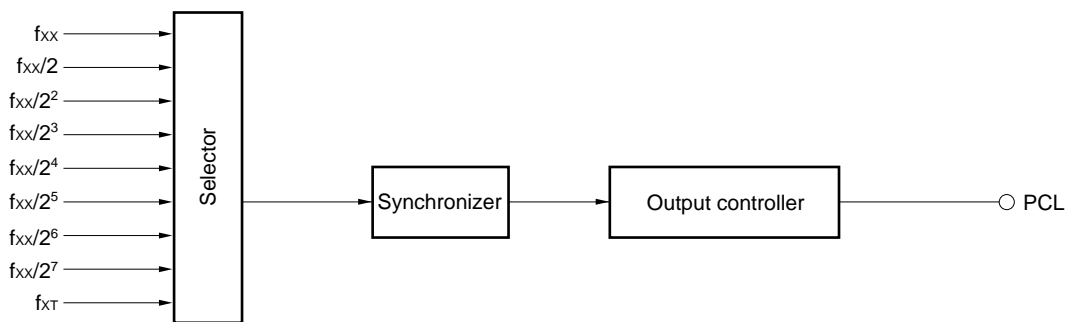 fXX
fXX/2
fXX/2²
fXX/2³
fXX/2⁴
fXX/2⁵
fXX/2⁶
fXX/2⁷
fXT
Selector
Synchronizer
Output controller
PCL